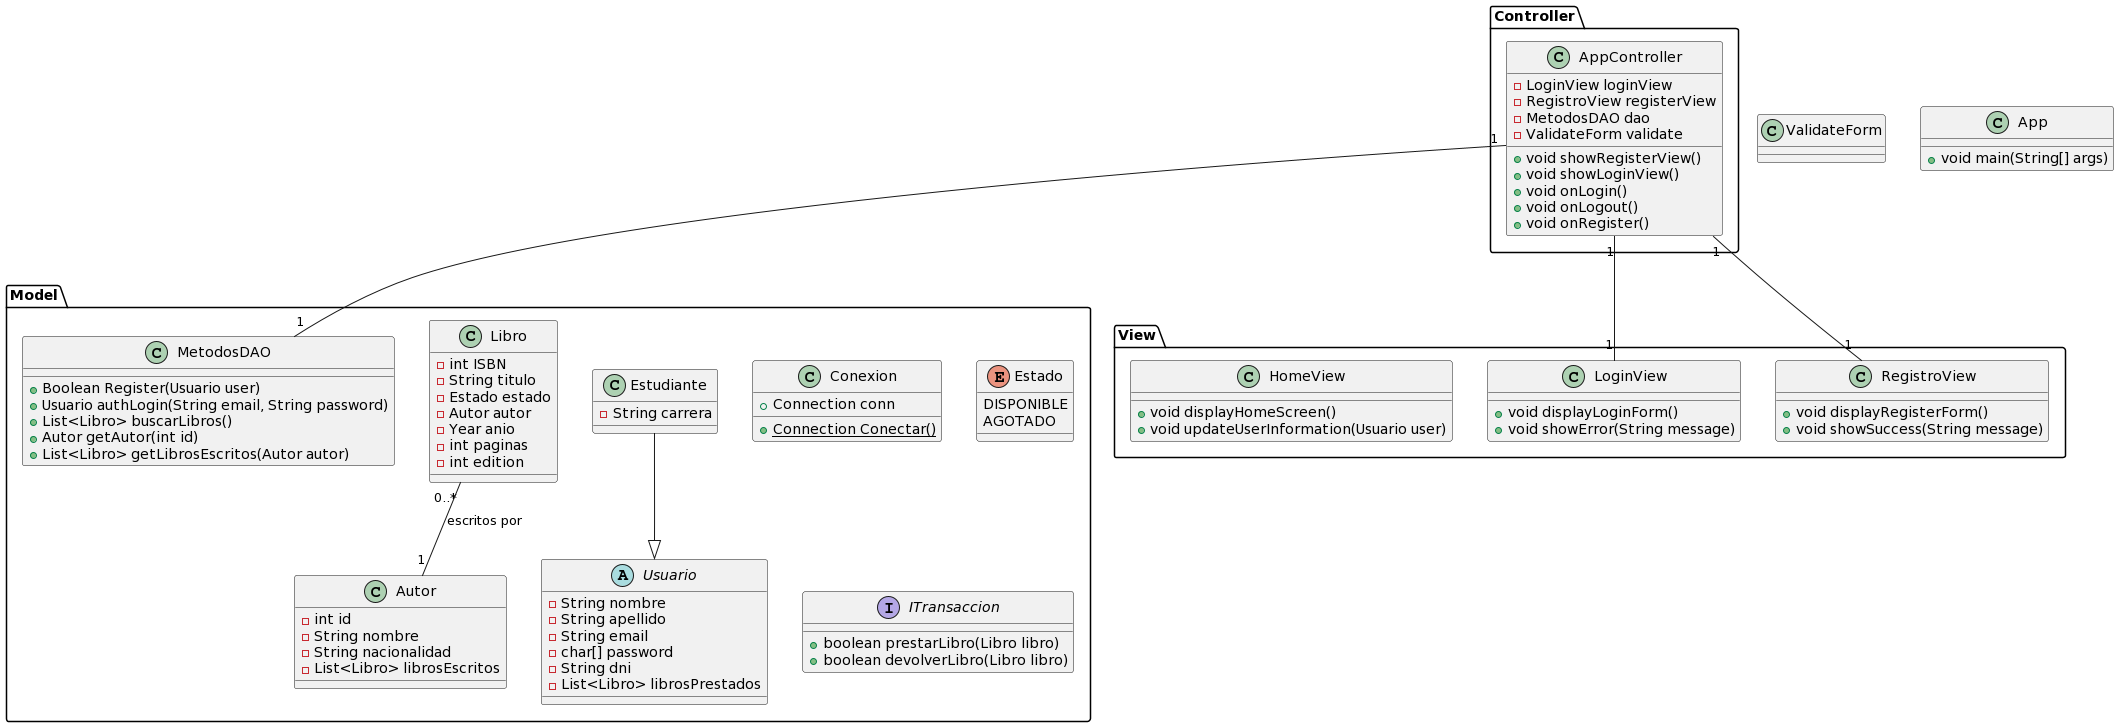 Controller
C AppController
LoginView loginView
RegistroView registerView
MetodosDAO dao
ValidateForm validate
void showRegisterView()
void showLoginView()
void onLogin()
void onLogout()
void onRegister()
C ValidateForm
C App
void main(String[] args)
1
1
1
1
1
1
Model
C MetodosDAO
Boolean Register(Usuario user)
Usuario authLogin(String email, String password)
List<Libro> buscarLibros()
Autor getAutor(int id)
List<Libro> getLibrosEscritos(Autor autor)
C Libro
int ISBN
String titulo
Estado estado
Autor autor
Year anio
int paginas
int edition
C Estudiante
String carrera
C Conexion
Connection conn
Connection Conectar()
E Estado
DISPONIBLE
AGOTADO
0..*
escritos por
1
C Autor
int id
String nombre
String nacionalidad
List<Libro> librosEscritos
A Usuario
String nombre
String apellido
String email
char[] password
String dni
List<Libro> librosPrestados
I ITransaccion
boolean prestarLibro(Libro libro)
boolean devolverLibro(Libro libro)
View
C HomeView
void displayHomeScreen()
void updateUserInformation(Usuario user)
C LoginView
void displayLoginForm()
void showError(String message)
C RegistroView
void displayRegisterForm()
void showSuccess(String message)